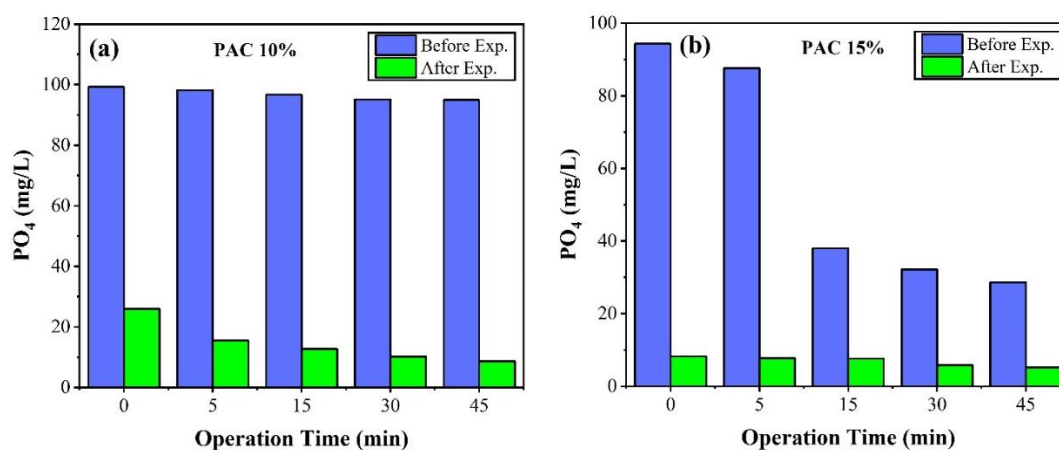 (a)
PAC 10%
Before Exp.
After Exp.
120
100
80
60
40
20
0
PO4 (mg/L)
0 5 15 30 45
Operation Time (min)
(b)
PAC 15%
Before Exp.
After Exp.
100
80
60
40
20
0
PO4 (mg/L)
0 5 15 30 45
Operation Time (min)